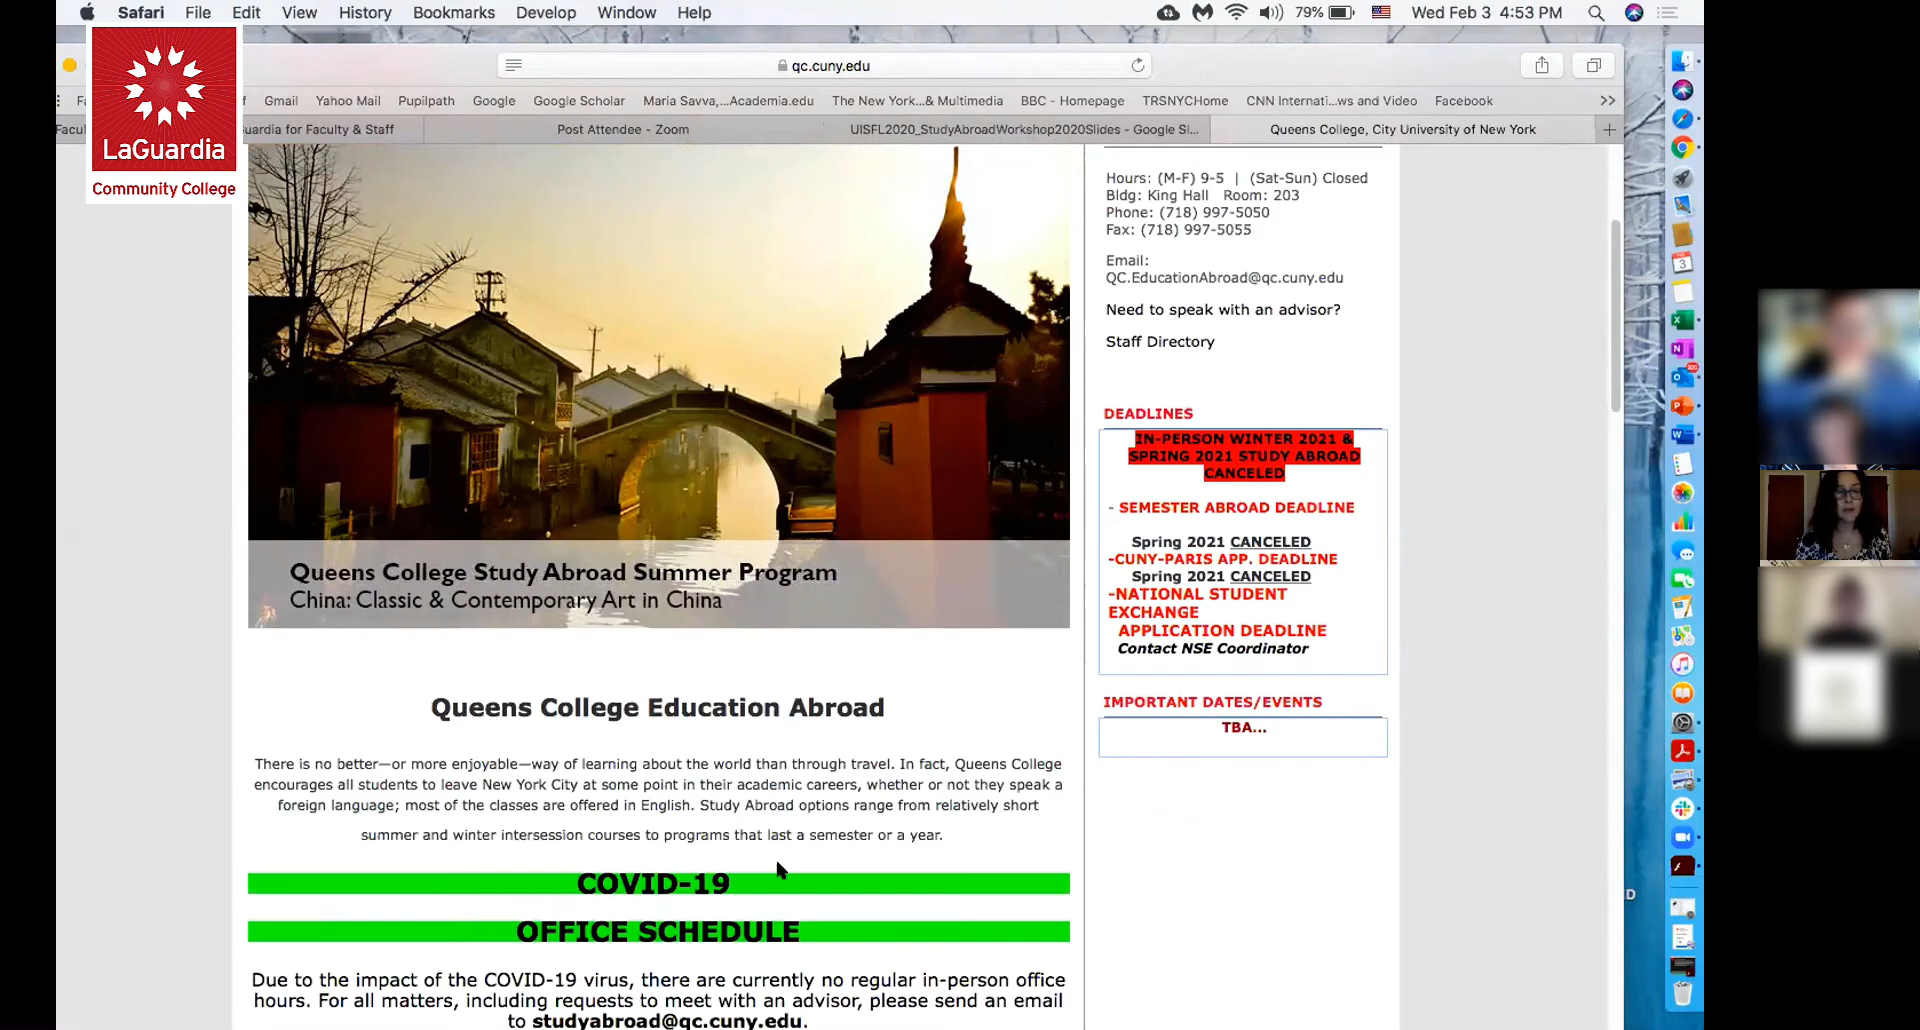 Safari File Edit View History Bookmarks Develop Window Help
79% Wed Feb 3 4:53 PM
LaGuardia
Community College
qc.cuny.edu
Gmail Yahoo Mail Pupilpath Google Google Scholar Maria Savva,...Academia.edu The New York...& Multimedia BBC - Homepage TRSNYCHome CNN Internati...ws and Video Facebook
Guardia for Faculty & Staff
Post Attendee - Zoom
UISFL2020_StudyAbroadWorkshop2020Slides - Google Sl...
Queens College, City University of New York
Queens College Study Abroad Summer Program
China: Classic & Contemporary Art in China
Queens College Education Abroad
There is no better—or more enjoyable—way of learning about the world than through travel. In fact, Queens College
encourages all students to leave New York City at some point in their academic careers, whether or not they speak a
foreign language; most of the classes are offered in English. Study Abroad options range from relatively short
summer and winter intersession courses to programs that last a semester or a year.
COVID-19
OFFICE SCHEDULE
Due to the impact of the COVID-19 virus, there are currently no regular in-person office
hours. For all matters, including requests to meet with an advisor, please send an email
to studyabroad@qc.cuny.edu.
Hours: (M-F) 9-5 | (Sat-Sun) Closed
Bldg: King Hall Room: 203
Phone: (718) 997-5050
Fax: (718) 997-5055
Email:
QC.EducationAbroad@qc.cuny.edu
Need to speak with an advisor?
Staff Directory
DEADLINES
IN-PERSON WINTER 2021 &
SPRING 2021 STUDY ABROAD
CANCELED
- SEMESTER ABROAD DEADLINE
Spring 2021 CANCELED
-CUNY-PARIS APP. DEADLINE
Spring 2021 CANCELED
-NATIONAL STUDENT
EXCHANGE
APPLICATION DEADLINE
Contact NSE Coordinator
IMPORTANT DATES/EVENTS
TBA...